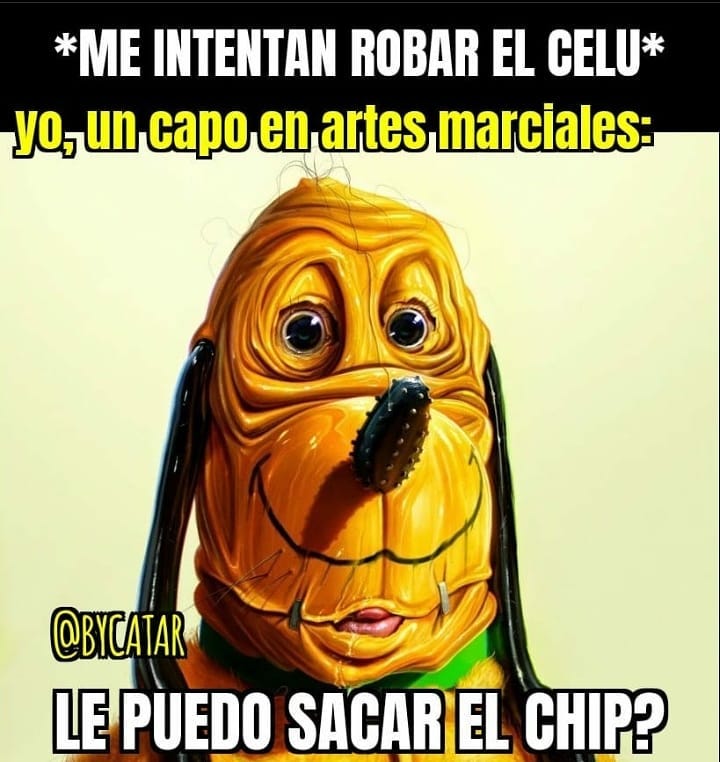 *ME INTENTAN ROBAR EL CELU*
yo, un capo en artes marciales:
@BYCATAR
LE PUEDO SACAR EL CHIP?